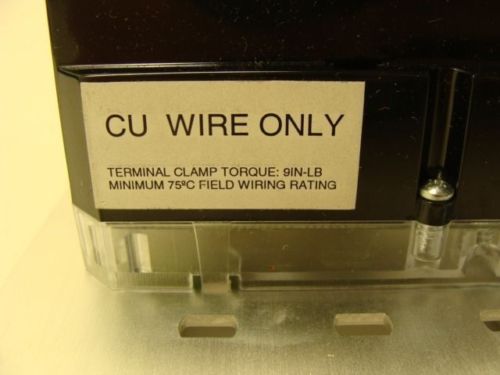 CU WIRE ONLY
TERMINAL CLAMP TORQUE: 9IN-LB
MINIMUM 75ºC FIELD WIRING RATING